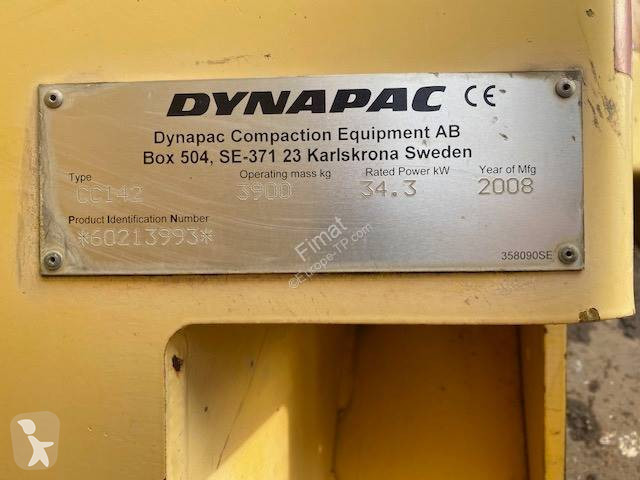 DYNAPAC CE
Dynapac Compaction Equipment AB
Box 504, SE-371 23 Karlskrona Sweden
Type Operating mass kg Rated Power kW Year of Mfg
CC142 3900 34.3 2008
Product Identification Number
*60213993*
358090SE
Fimat
©Europe-TP.com